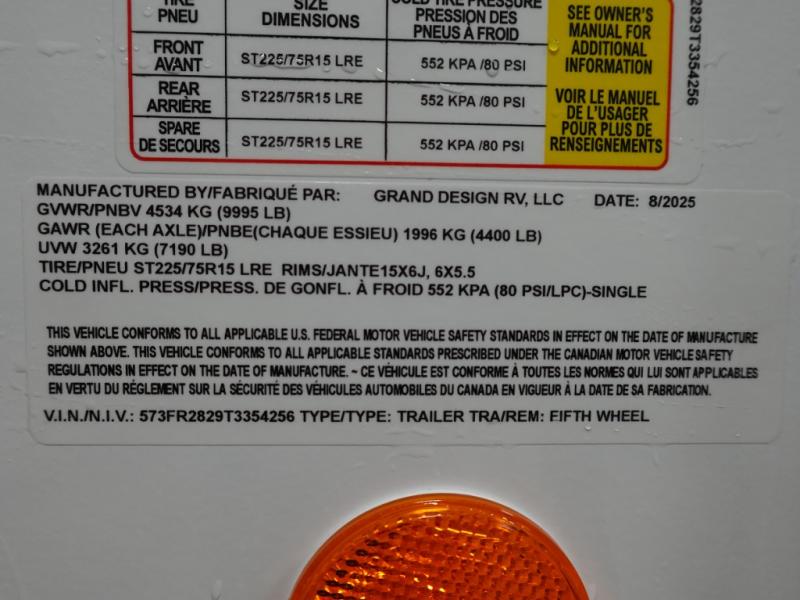 TIRE SIZE COLD TIRE PRESSURE
PNEU DIMENSIONS PRESSION DES
PNEUS À FROID
FRONT
AVANT ST225/75R15 LRE 552 KPA /80 PSI
REAR
ARRIÈRE ST225/75R15 LRE 552 KPA /80 PSI
SPARE
DE SECOURS ST225/75R15 LRE 552 KPA /80 PSI
SEE OWNER'S
MANUAL FOR
ADDITIONAL
INFORMATION
VOIR LE MANUEL
DE L'USAGER
POUR PLUS DE
RENSEIGNEMENTS
2829T3354256
MANUFACTURED BY/FABRIQUÉ PAR: GRAND DESIGN RV, LLC DATE: 8/2025
GVWR/PNBV 4534 KG (9995 LB)
GAWR (EACH AXLE)/PNBE(CHAQUE ESSIEU) 1996 KG (4400 LB)
UVW 3261 KG (7190 LB)
TIRE/PNEU ST225/75R15 LRE RIMS/JANTE15X6J, 6X5.5
COLD INFL. PRESS/PRESS. DE GONFL. À FROID 552 KPA (80 PSI/LPC)-SINGLE
THIS VEHICLE CONFORMS TO ALL APPLICABLE U.S. FEDERAL MOTOR VEHICLE SAFETY STANDARDS IN EFFECT ON THE DATE OF MANUFACTURE
SHOWN ABOVE. THIS VEHICLE CONFORMS TO ALL APPLICABLE STANDARDS PRESCRIBED UNDER THE CANADIAN MOTOR VEHICLE SAFETY
REGULATIONS IN EFFECT ON THE DATE OF MANUFACTURE. ~ CE VÉHICULE EST CONFORME À TOUTES LES NORMES QUI LUI SONT APPLICABLES
EN VERTU DU RÈGLEMENT SUR LA SÉCURITÉ DES VÉHICULES AUTOMOBILES DU CANADA EN VIGUEUR À LA DATE DE SA FABRICATION.
V.I.N./N.I.V.: 573FR2829T3354256 TYPE/TYPE: TRAILER TRA/REM: FIFTH WHEEL